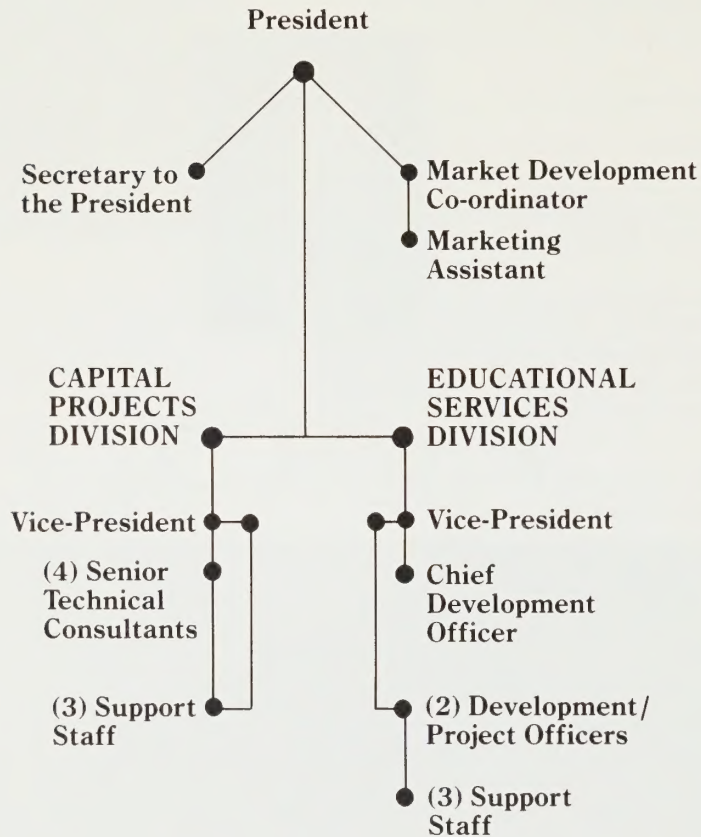 President
Secretary to
the President
Market Development
Co-ordinator
Marketing
Assistant
CAPITAL
PROJECTS
DIVISION
EDUCATIONAL
SERVICES
DIVISION
Vice-President
(4) Senior
Technical
Consultants
(3) Support
Staff
Vice-President
Chief
Development
Officer
(2) Development/
Project Officers
(3) Support
Staff